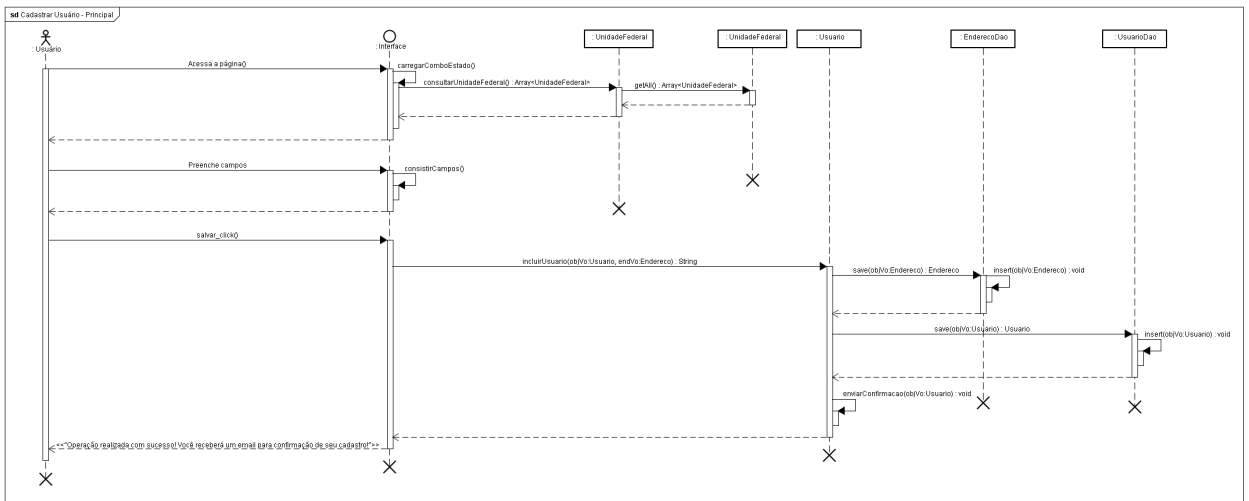 sd Cadastrar Usuário - Principal
: Usuário
: Interface
: UnidadeFederal
: UnidadeFederal
: Usuario
: EnderecoDao
: UsuarioDao
Acessa a página()
carregarComboEstado()
consultarUnidadeFederal() : Array<UnidadeFederal>
getAll() : Array<UnidadeFederal>
Preenche campos
consistirCampos()
salvar_click()
incluirUsuario(objVo:Usuario, endVo:Endereco) : String
save(objVo:Endereco) : Endereco
insert(objVo:Endereco) : void
save(objVo:Usuario) : Usuario
insert(objVo:Usuario) : void
enviarConfirmacao(objVo:Usuario) : void
<<"Operação realizada com sucesso! Você receberá um email para confirmação de seu cadastro!">>